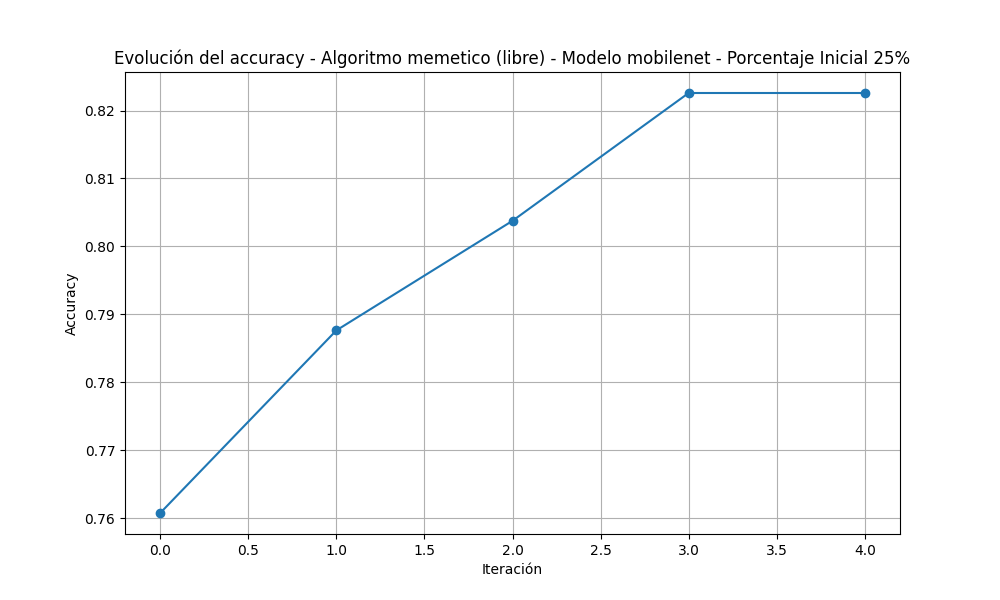 Evolución del accuracy - Algoritmo memetico (libre) - Modelo mobilenet - Porcentaje Inicial 25%
0.82
0.81
0.80
0.79
0.78
0.77
0.76
Accuracy
0.0 0.5 1.0 1.5 2.0 2.5 3.0 3.5 4.0
Iteración